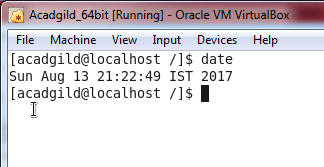 Acadgild_64bit [Running] - Oracle VM VirtualBox
File Machine View Input Devices Help
[acadgild@localhost /]$ date
Sun Aug 13 21:22:49 IST 2017
[acadgild@localhost /]$